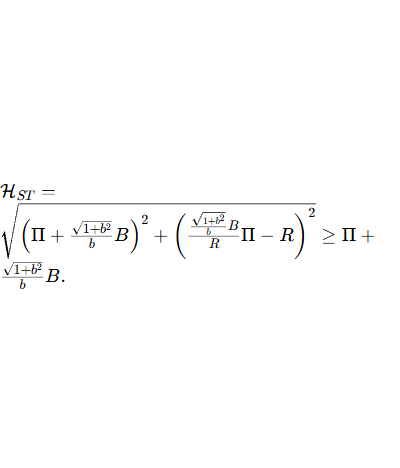 $\mathcal{H}_{ST} =$
$\sqrt{\left(\Pi + \frac{\sqrt{1+b^2}}{b}B\right)^2 + \left(\frac{\frac{\sqrt{1+b^2}}{b}B}{R}\Pi - R\right)^2} \geq \Pi +$
$\frac{\sqrt{1+b^2}}{b}B.$